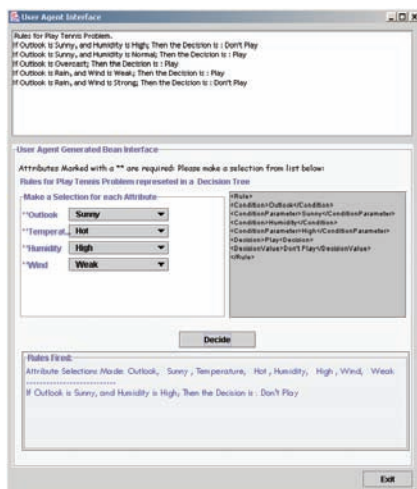 User Agent Interface
Rules for Play Tennis Problem.
If Outlook is Sunny, and Humidity is High; Then the Decision is : Don't Play
If Outlook is Sunny, and Humidity is Normal; Then the Decision is : Play
If Outlook is Overcast; Then the Decision is : Play
If Outlook is Rain, and Wind is Weak; Then the Decision is : Play
If Outlook is Rain, and Wind is Strong; Then the Decision is : Don't Play
User Agent Generated Bean Interface
Attributes Marked with a ** are required: Please make a selection from list below:
Rules for Play Tennis Problem represeted in a Decision Tree
Make a Selection for each Attribute
**Outlook Sunny
**Temperat... Hot
**Humidity High
**Wind Weak
<Rule>
<Condition>Outlook</Condition>
<ConditionParameter>Sunny</ConditionParameter>
<Condition>Humidity</Condition>
<ConditionParameter>High</ConditionParameter>
<Decision>Play<Decision>
<DecisionValue>Don't Play</DecisionValue>
</Rule>
Decide
Rules Fired:
Attribute Selections Made: Outlook, Sunny , Temperature, Hot , Humidity, High , Wind, Weak
----------------------------
If Outlook is Sunny, and Humidity is High; Then the Decision is : Don't Play
Exit